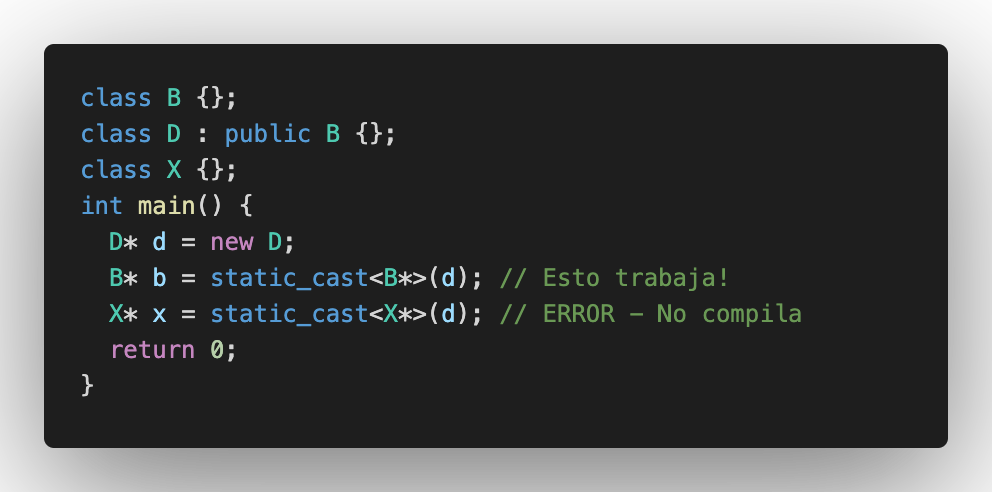 class B {};
class D : public B {};
class X {};
int main() {
  D* d = new D;
  B* b = static_cast<B*>(d); // Esto trabaja!
  X* x = static_cast<X*>(d); // ERROR - No compila
  return 0;
}